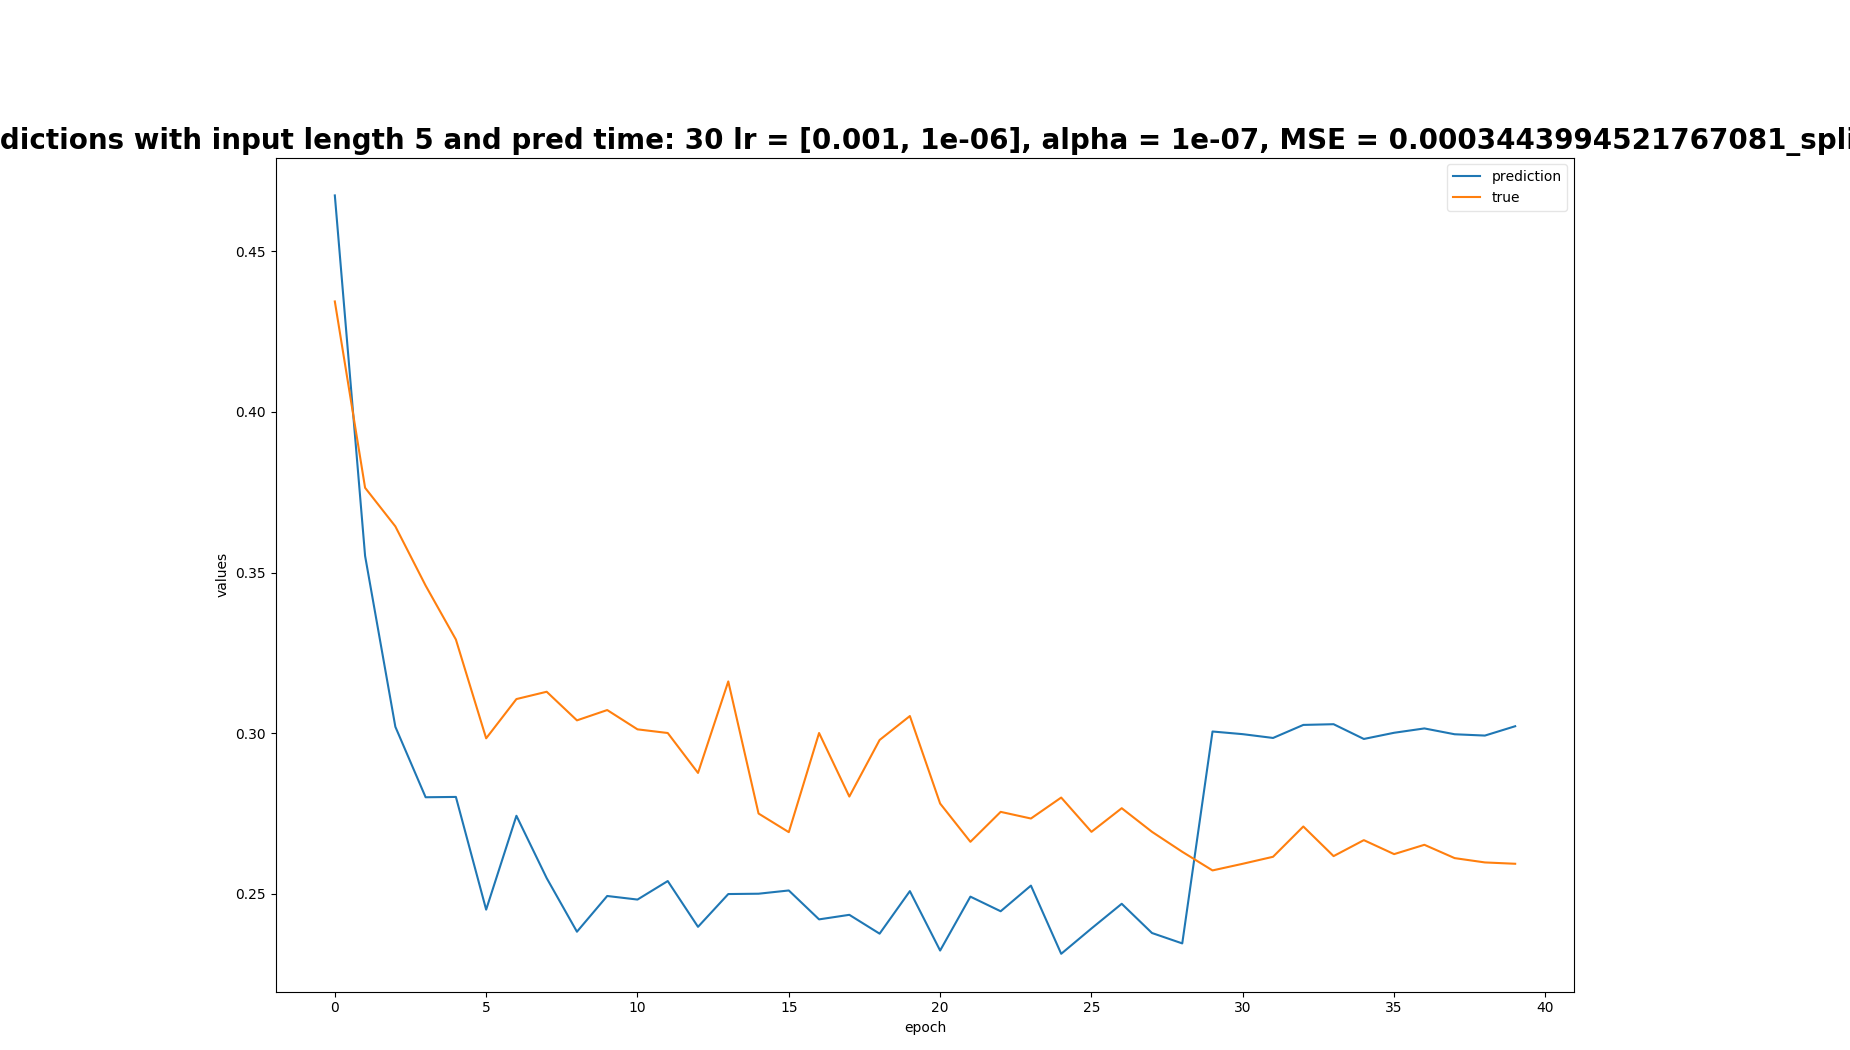 dictions with input length 5 and pred time: 30 lr = [0.001, 1e-06], alpha = 1e-07, MSE = 0.0003443994521767081_spli
prediction
true
0.45
0.40
0.35
0.30
0.25
values
0 5 10 15 20 25 30 35 40
epoch